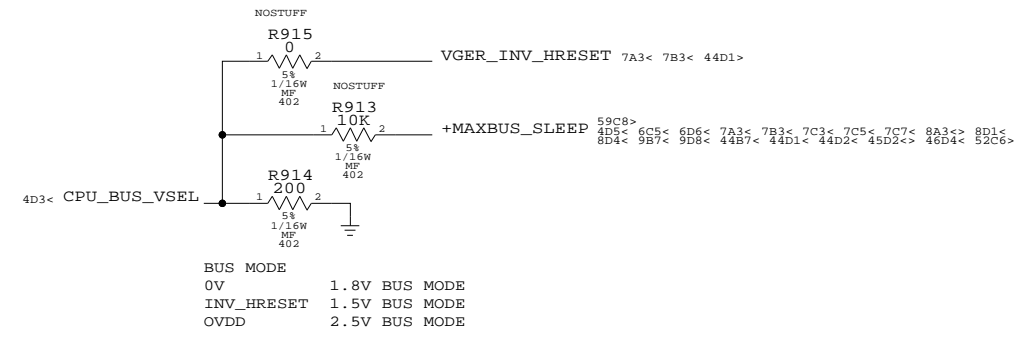 NOSTUFF
R915
0
1 2
5%
1/16W
MF
402
VGER_INV_HRESET 7A3< 7B3< 44D1>
NOSTUFF
R913
10K
1 2
5%
1/16W
MF
402
+MAXBUS_SLEEP
59C8>
4D5< 6C5< 6D6< 7A3< 7B3< 7C3< 7C5< 7C7< 8A3<> 8D1<
8D4< 9B7< 9D8< 44B7< 44D1< 44D2< 45D2<> 46D4< 52C6>
R914
200
4D3< CPU_BUS_VSEL
1 2
5%
1/16W
MF
402
BUS MODE
0V 1.8V BUS MODE
INV_HRESET 1.5V BUS MODE
OVDD 2.5V BUS MODE